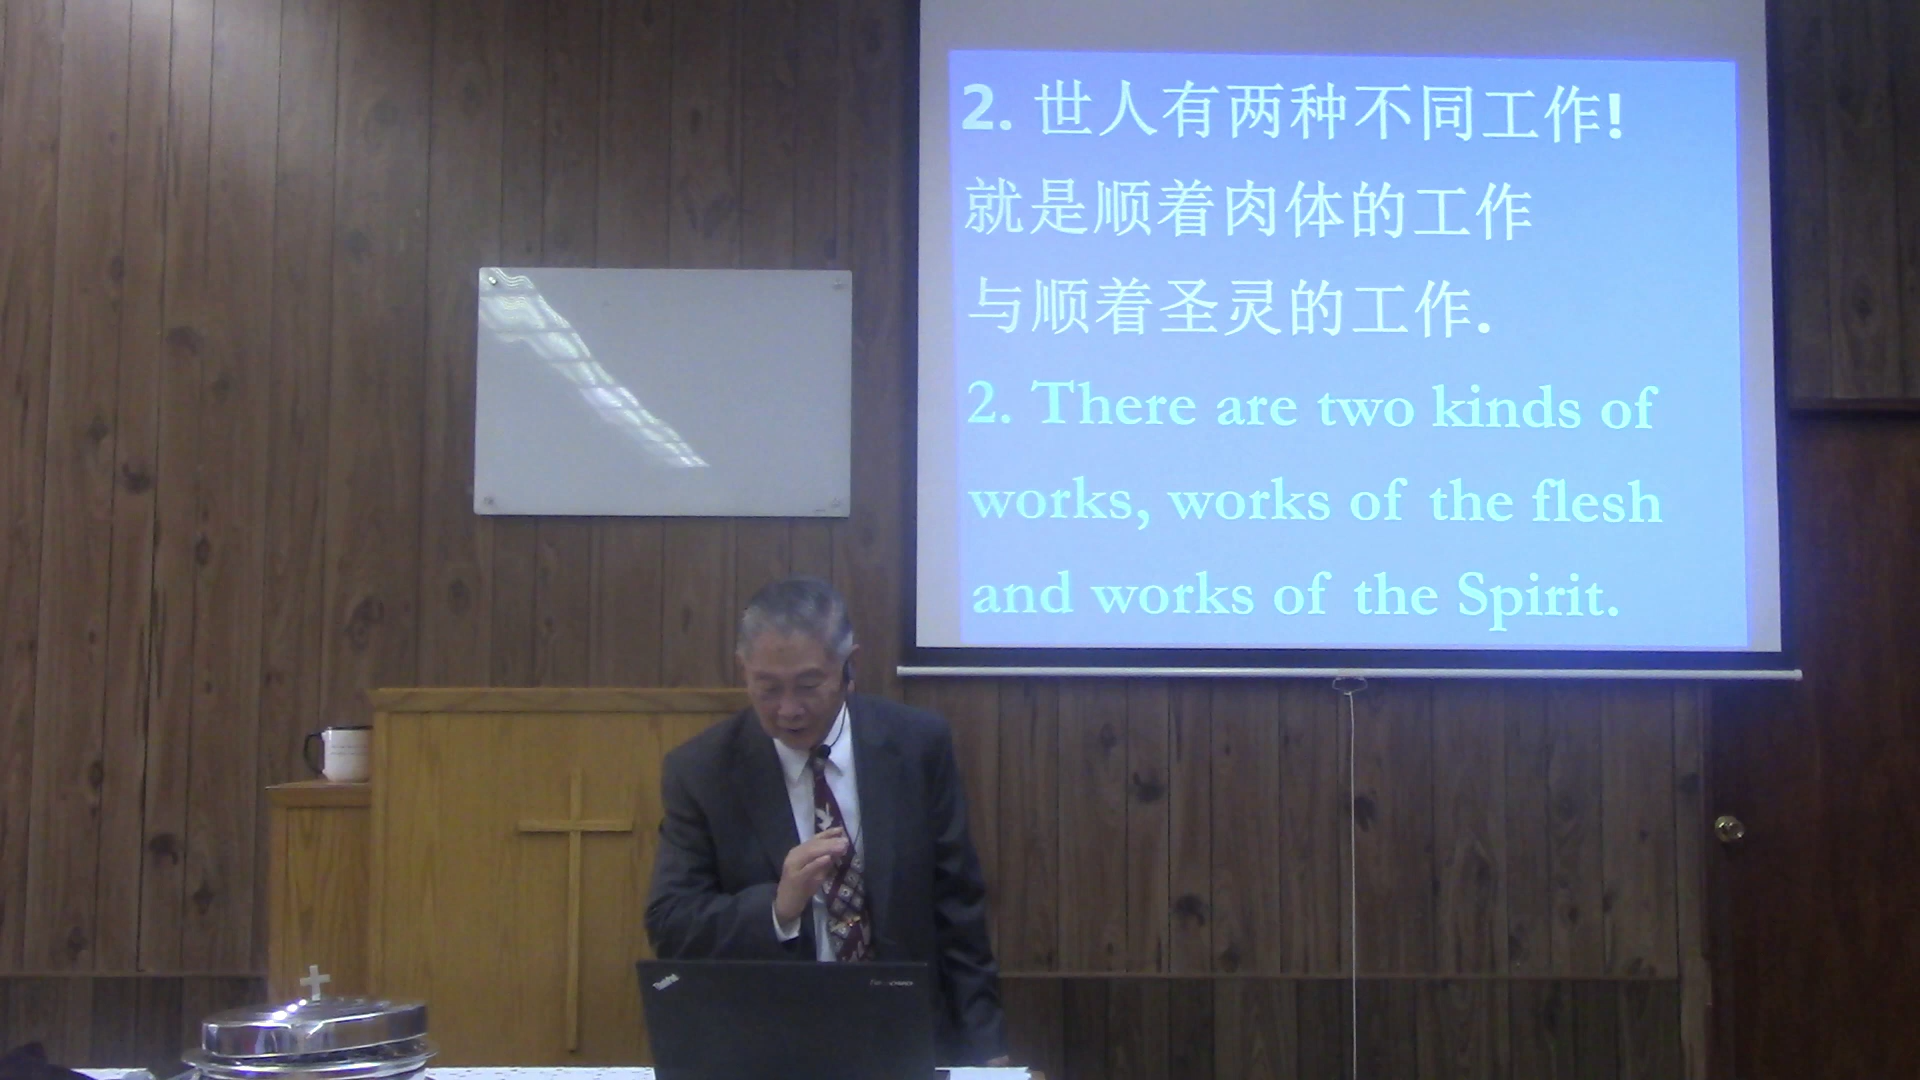 2. 世人有两种不同工作!
就是顺着肉体的工作
与顺着圣灵的工作.
2. There are two kinds of
works, works of the flesh
and works of the Spirit.
ThinkPad